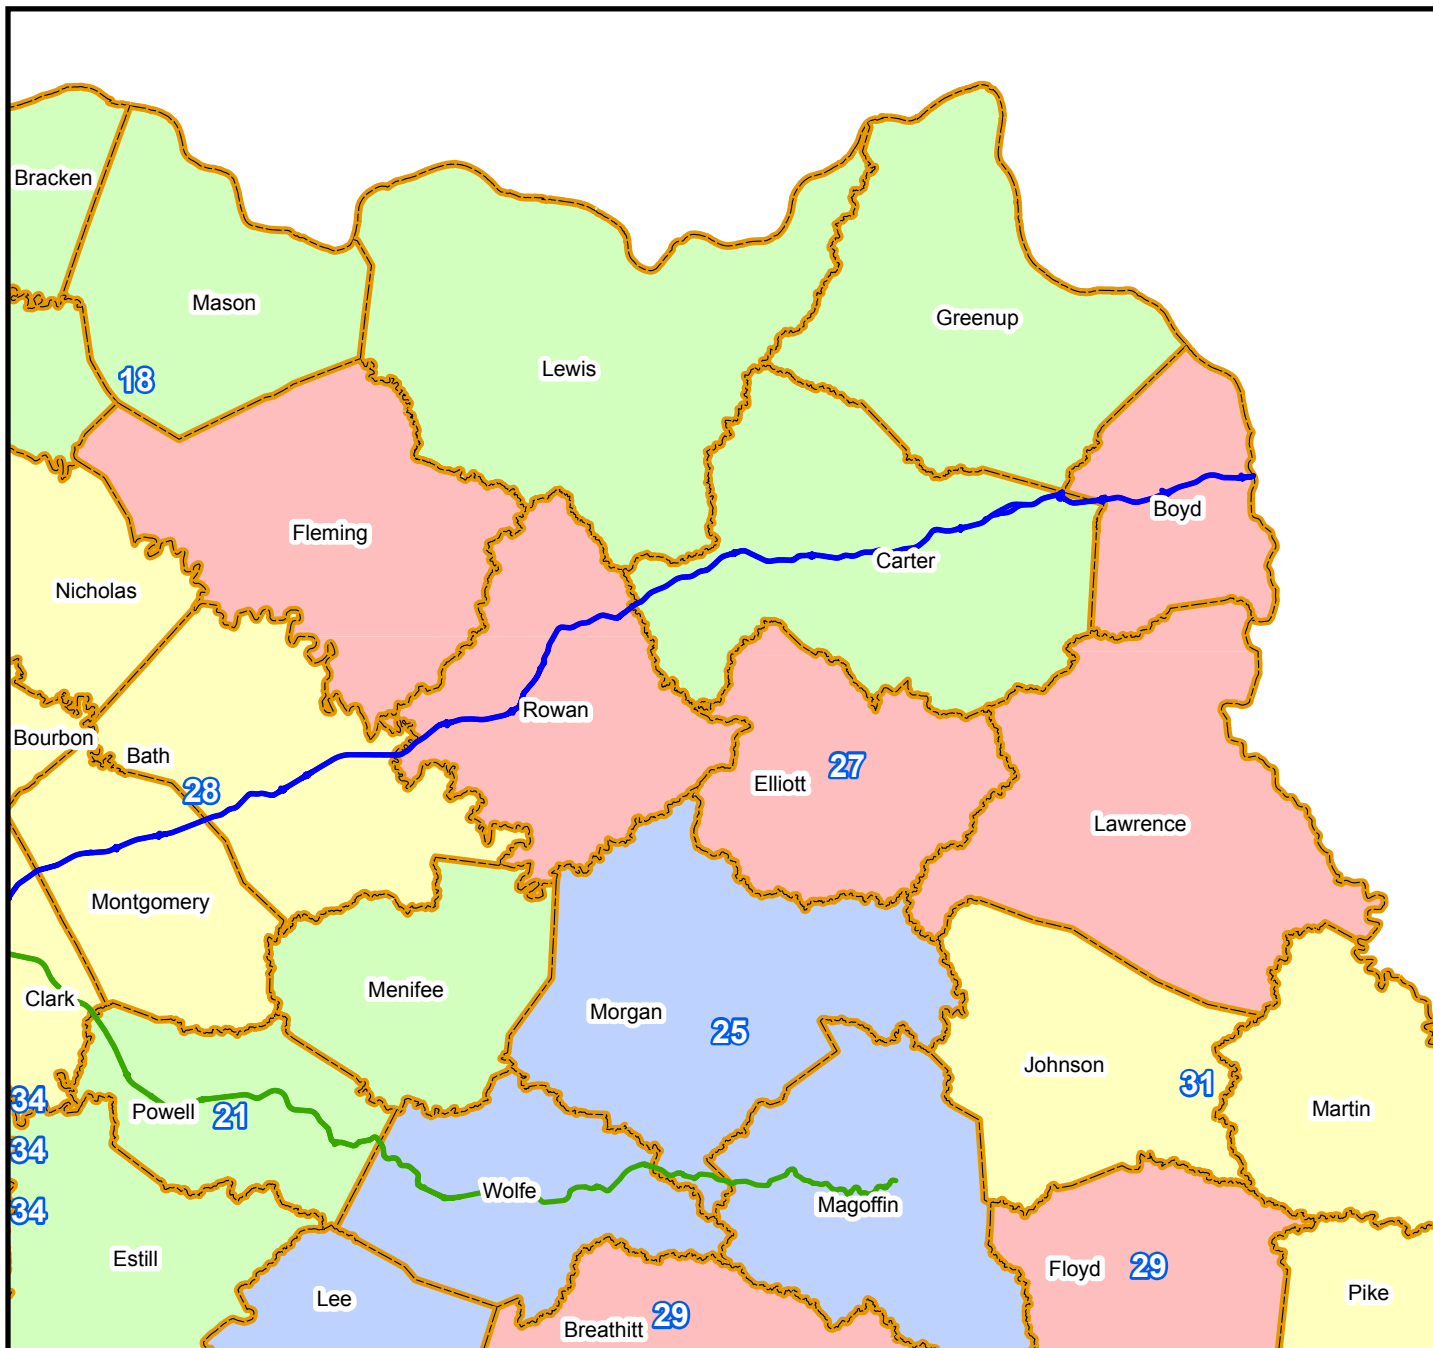 Bracken
Mason
Greenup
Lewis
18
Boyd
Fleming
Carter
Nicholas
Rowan
Bourbon
Bath
27
Elliott
28
Lawrence
Montgomery
Menifee
Clark
Morgan
25
Johnson
31
34
Powell
21
Martin
34
Wolfe
Magoffin
34
Estill
Floyd
29
Lee
Pike
Breathitt
29